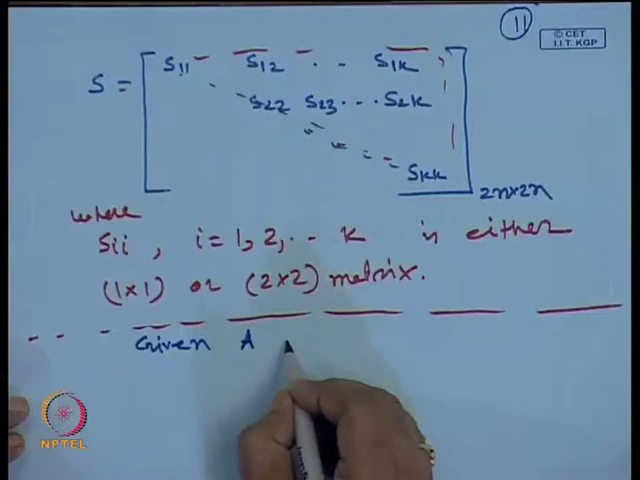 11
© CET
I.I.T. KGP
S = [ S11 S12 . . S1K
. . S22 S23 . . . S2K
SKK ] 2n×2n
where
Sii , i = 1, 2, .. K is either
(1×1) or (2×2) matrix.
Given A
NPTEL